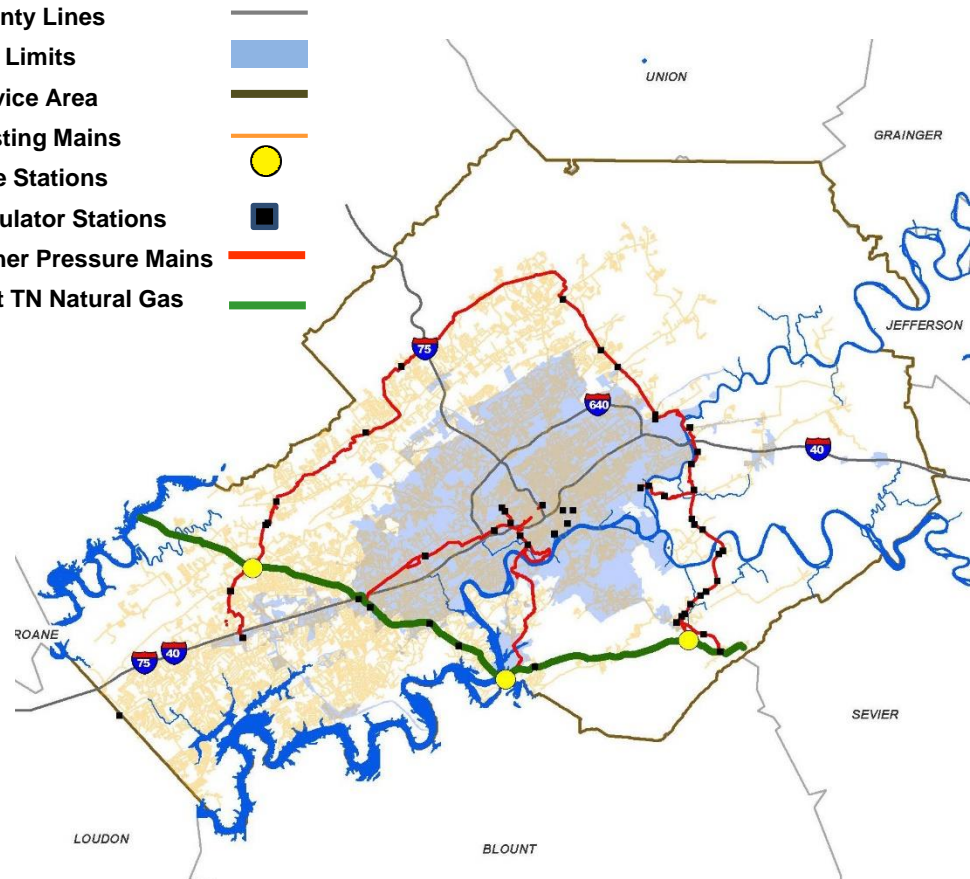 nty Lines
Limits
vice Area
sting Mains
e Stations
ulator Stations
her Pressure Mains
t TN Natural Gas
UNION
GRAINGER
JEFFERSON
75
640
40
ROANE
75
40
SEVIER
LOUDON
BLOUNT